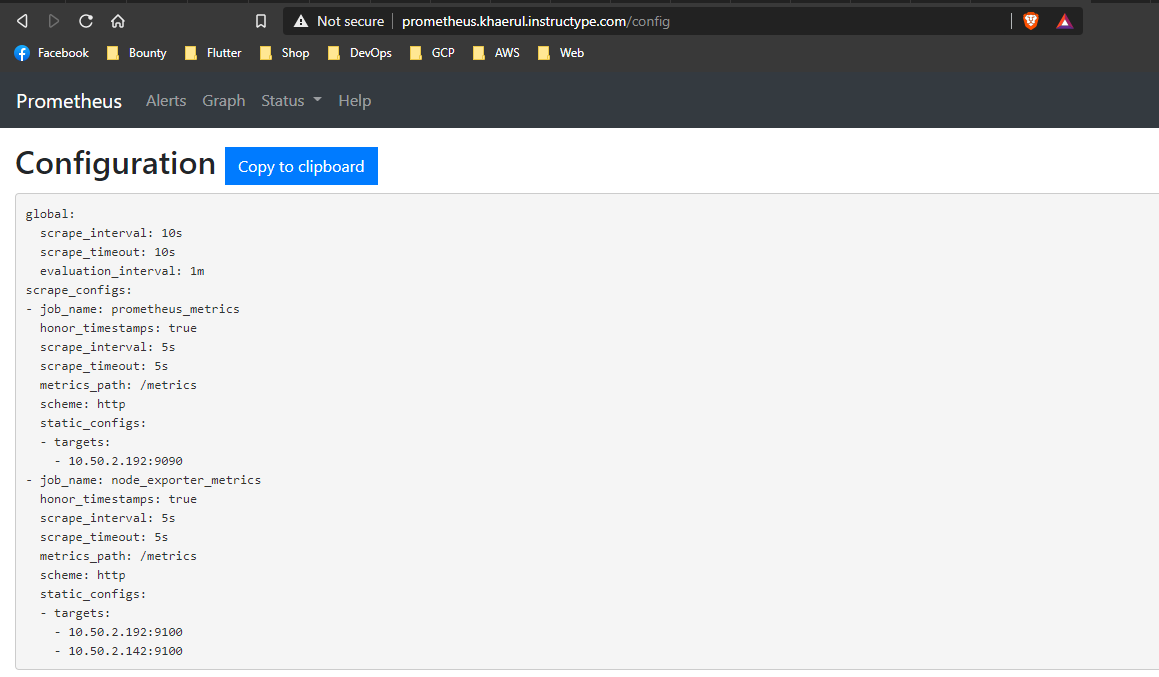 Not secure prometheus.khaerul.instructype.com/config
Facebook Bounty Flutter Shop DevOps GCP AWS Web
Prometheus Alerts Graph Status Help
Configuration Copy to clipboard
global:
  scrape_interval: 10s
  scrape_timeout: 10s
  evaluation_interval: 1m
scrape_configs:
- job_name: prometheus_metrics
  honor_timestamps: true
  scrape_interval: 5s
  scrape_timeout: 5s
  metrics_path: /metrics
  scheme: http
  static_configs:
  - targets:
    - 10.50.2.192:9090
- job_name: node_exporter_metrics
  honor_timestamps: true
  scrape_interval: 5s
  scrape_timeout: 5s
  metrics_path: /metrics
  scheme: http
  static_configs:
  - targets:
    - 10.50.2.192:9100
    - 10.50.2.142:9100